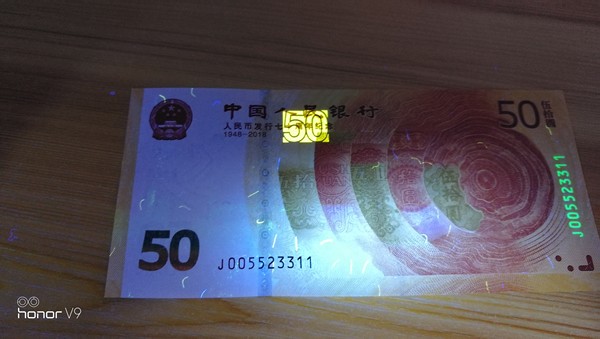 中国人民银行
50
伍拾圆
50
人民币发行七十周年纪念
1948-2018
50
J005523311
J005523311
honor V9